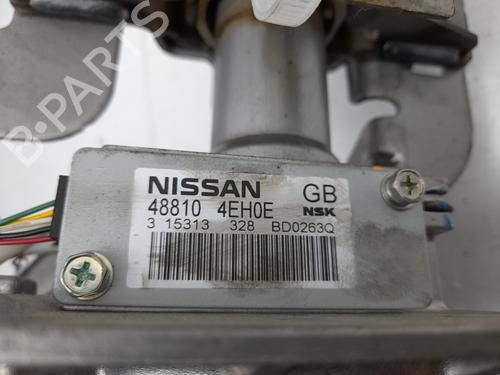 B-PARTS
NISSAN GB
48810 4EH0E NSK
3 15313 328 BD0263Q